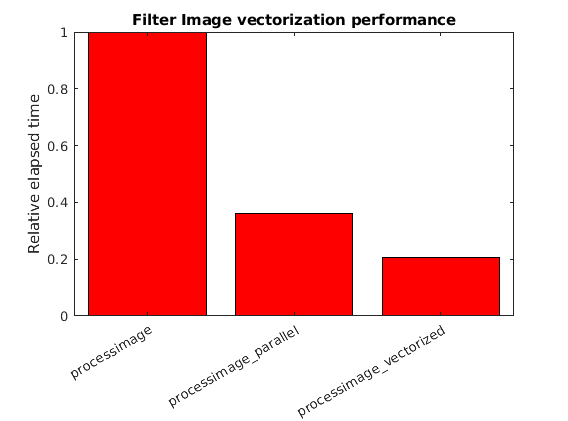 Filter Image vectorization performance
Relative elapsed time
1
0.8
0.6
0.4
0.2
0
processimage
processimage_parallel
processimage_vectorized